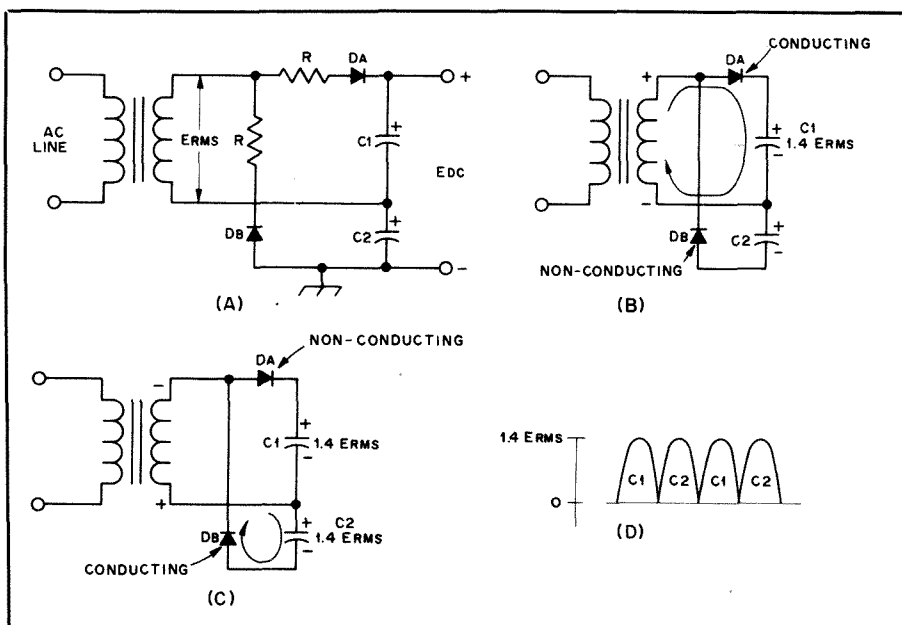 R
DA
+
AC
LINE
ERMS
R
+
C1
EDC
DB
+
C2
-
(A)
CONDUCTING
DA
+
+
C1
1.4 ERMS
-
-
DB
+
C2
-
NON-CONDUCTING
(B)
NON-CONDUCTING
DA
-
+
C1
1.4 ERMS
-
+
+
C2
1.4 ERMS
-
DB
CONDUCTING
(C)
1.4 ERMS
0
C1
C2
C1
C2
(D)